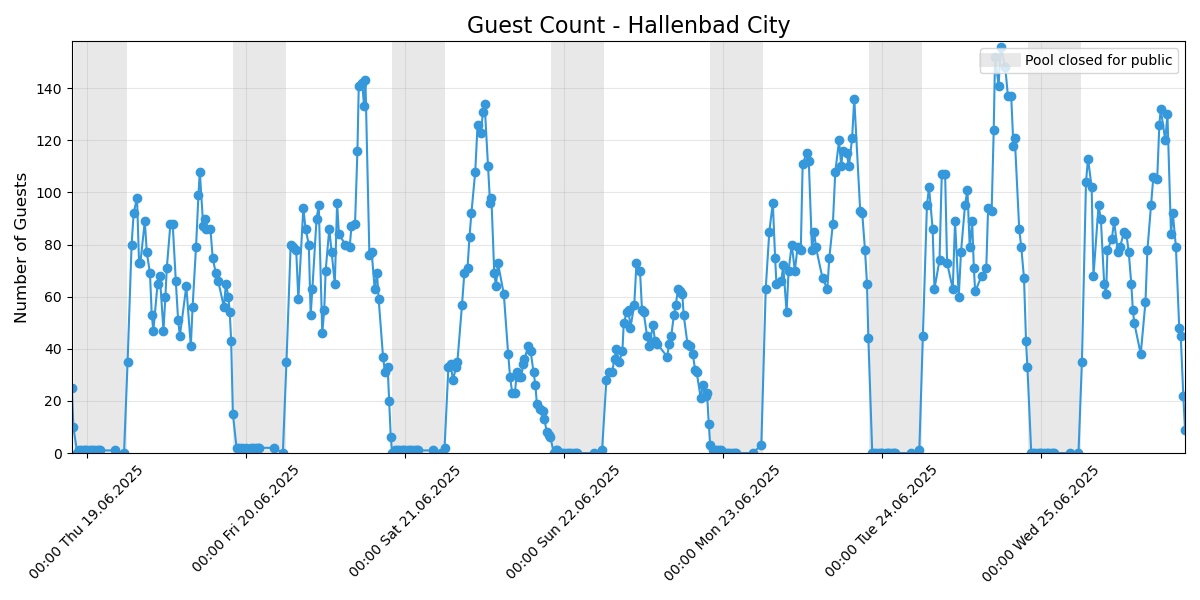 Guest Count - Hallenbad City
Pool closed for public
Number of Guests
140
120
100
80
60
40
20
0
00:00 Thu 19.06.2025
00:00 Fri 20.06.2025
00:00 Sat 21.06.2025
00:00 Sun 22.06.2025
00:00 Mon 23.06.2025
00:00 Tue 24.06.2025
00:00 Wed 25.06.2025